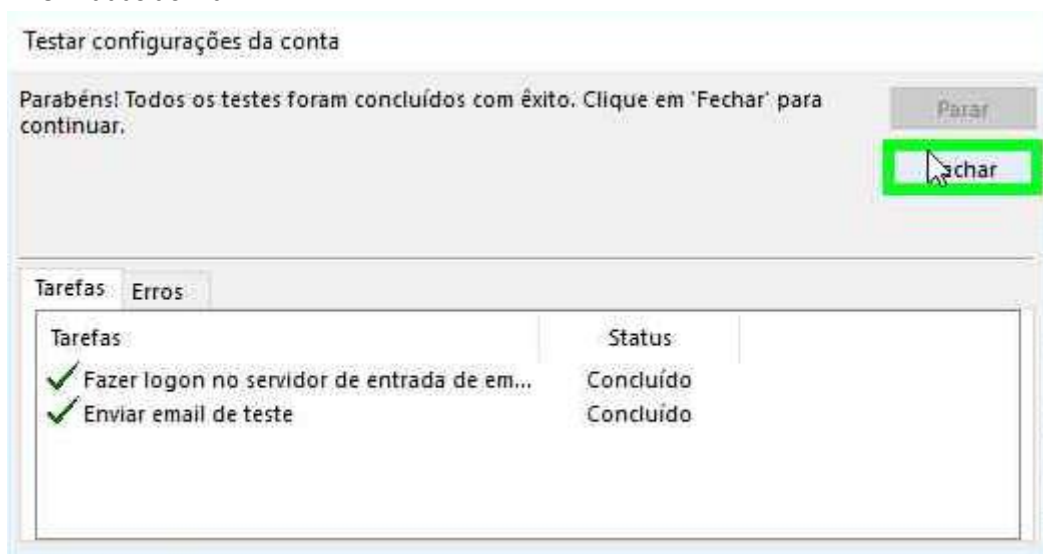 Testar configurações da conta
Parabéns! Todos os testes foram concluídos com êxito. Clique em 'Fechar' para
continuar.
Parar
Fechar
Tarefas Erros
Tarefas Status
Fazer logon no servidor de entrada de em... Concluído
Enviar email de teste Concluído